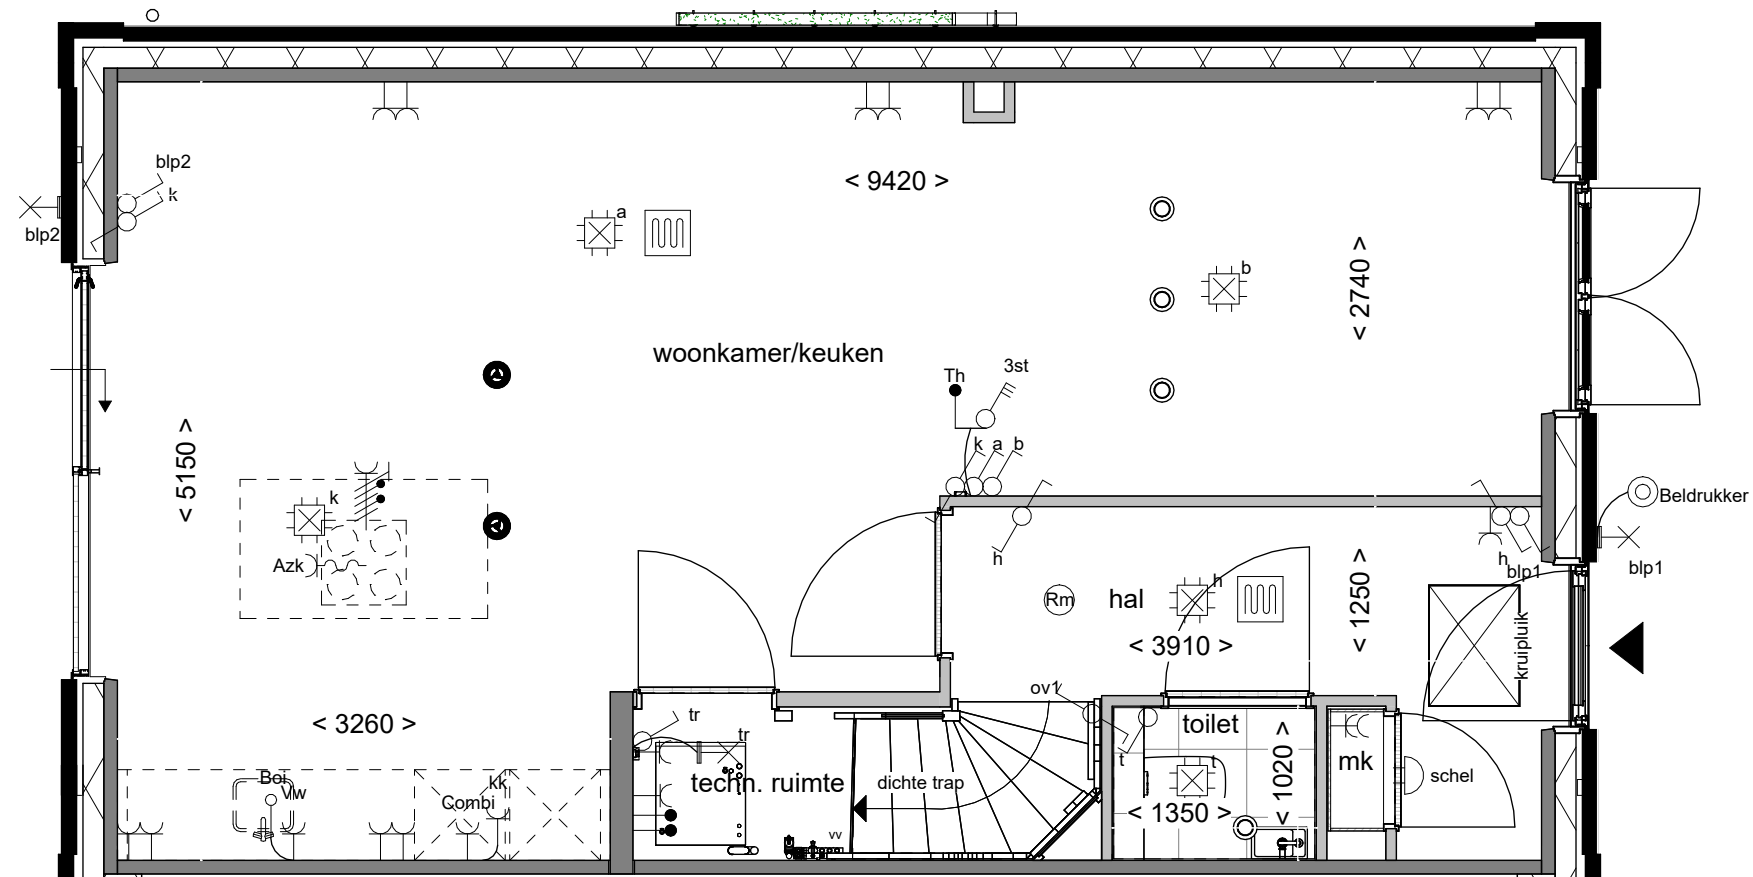 blp2
k
blp2
< 9420 >
a
b
< 2740 >
woonkamer/keuken
Th
3st
k a b
< 5150 >
k
Azk
h
h
blp1
Beldrukker
blp1
Rm
hal
h
< 3910 >
< 1250 >
kruipluik
ov1
< 3260 >
tr
tr
techn. ruimte
dichte trap
vv
toilet
t
t
< 1350 >
< 1020 >
mk
schel
Boi
Vw
kk
Combi